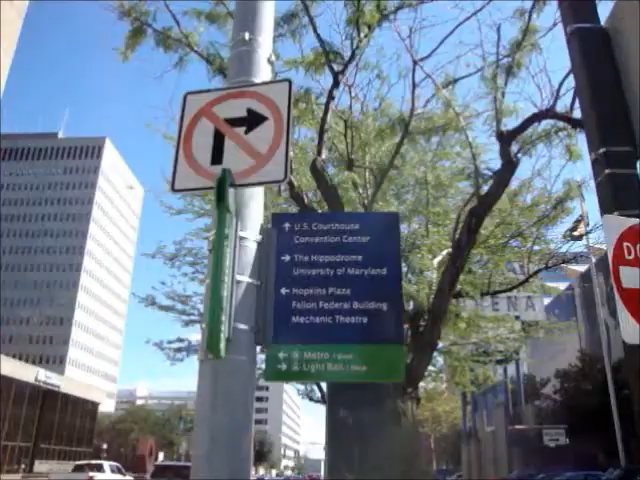 U.S. Courthouse
Convention Center
The Hippodrome
University of Maryland
Hopkins Plaza
Fallon Federal Building
Mechanic Theatre
Metro
Light Rail
ENA
DO